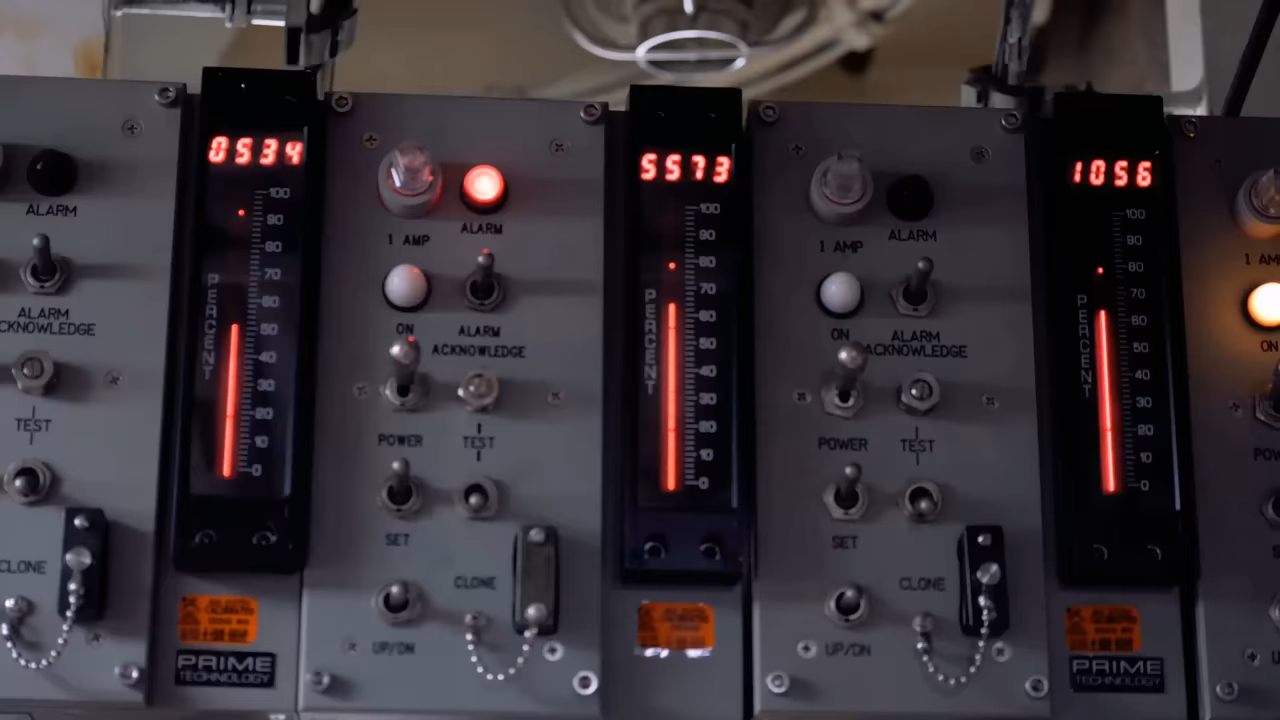 ALARM
ALARM
CKNOWLEDGE
TEST
CLONE
0534
100
90
80
70
60
50
40
30
20
10
0
PERCENT
PRIME
TECHNOLOGY
1 AMP
ALARM
ON
ALARM
ACKNOWLEDGE
POWER
TEST
SET
CLONE
UP/DN
5573
100
90
80
70
60
50
40
30
20
10
0
PERCENT
1 AMP
ALARM
ON
ALARM
ACKNOWLEDGE
POWER
TEST
SET
CLONE
UP/DN
1056
100
90
80
70
60
50
40
30
20
10
0
PERCENT
PRIME
TECHNOLOGY
1 AM
ON
POW